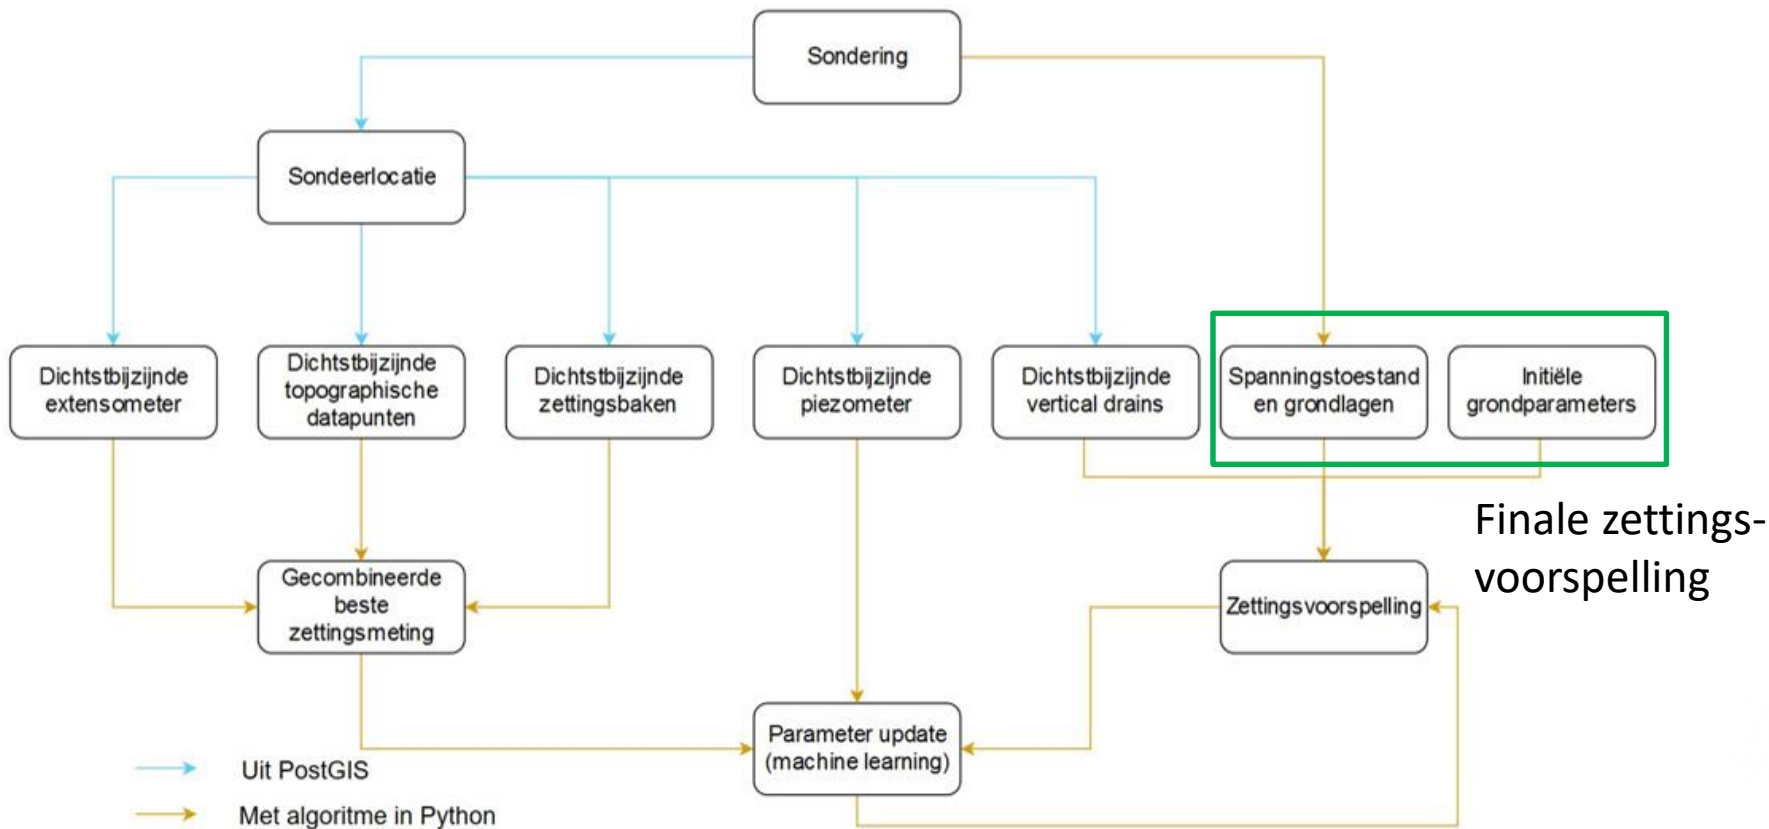 Sondering
Sondeerlocatie
Dichtstbijzijnde
extensometer
Dichtstbijzijnde
topographische
datapunten
Dichtstbijzijnde
zettingsbaken
Dichtstbijzijnde
piezometer
Dichtstbijzijnde
vertical drains
Spanningstoestand
en grondlagen
Initiële
grondparameters
Finale zettings-
voorspelling
Gecombineerde
beste
zettingsmeting
Zettingsvoorspelling
Parameter update
(machine learning)
Uit PostGIS
Met algoritme in Python